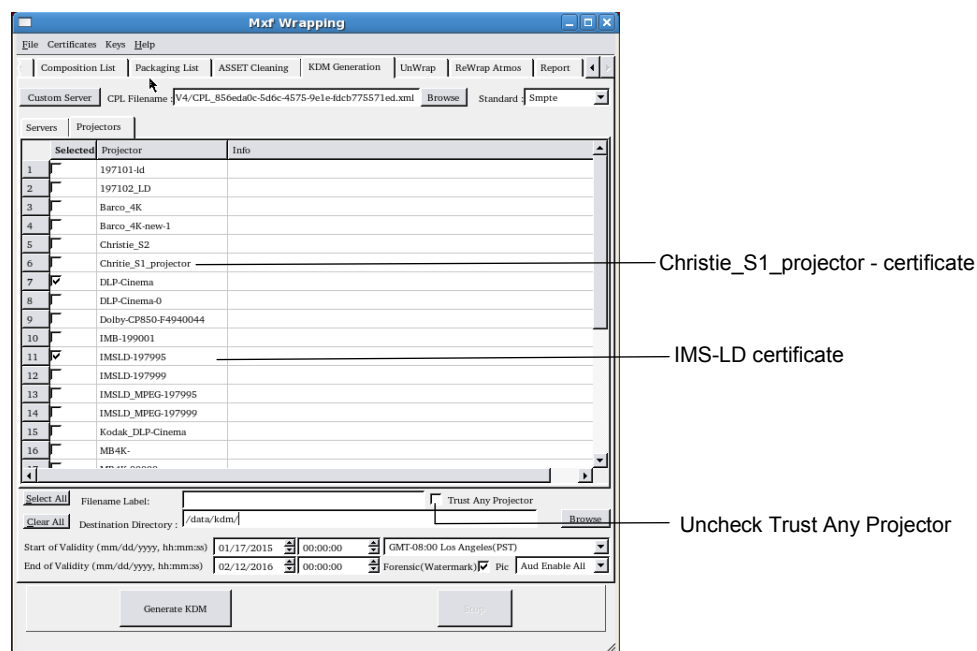 Mxf Wrapping
File Certificates Keys Help
Composition List Packaging List ASSET Cleaning KDM Generation UnWrap ReWrap Atmos Report
Custom Server CPL Filename : V4/CPL_856eda0c-5d6c-4575-9e1e-fdcb775571ed.xml Browse Standard : Smpte
Servers Projectors
Selected Projector Info
1 197101-ld
2 197102_LD
3 Barco_4K
4 Barco_4K-new-1
5 Christie_S2
6 Chritie_S1_projector
Christie_S1_projector - certificate
7 DLP-Cinema
8 DLP-Cinema-0
9 Dolby-CP850-F4940044
10 IMB-199001
11 IMSLD-197995
IMS-LD certificate
12 IMSLD-197999
13 IMSLD_MPEG-197995
14 IMSLD_MPEG-197999
15 Kodak_DLP-Cinema
16 MB4K-
Select All Filename Label: Trust Any Projector
Clear All Destination Directory : /data/kdm/ Browse
Uncheck Trust Any Projector
Start of Validity (mm/dd/yyyy, hh:mm:ss) 01/17/2015 00:00:00 GMT-08:00 Los Angeles(PST)
End of Validity (mm/dd/yyyy, hh:mm:ss) 02/12/2016 00:00:00 Forensic(Watermark) Pic Aud Enable All
Generate KDM Stop